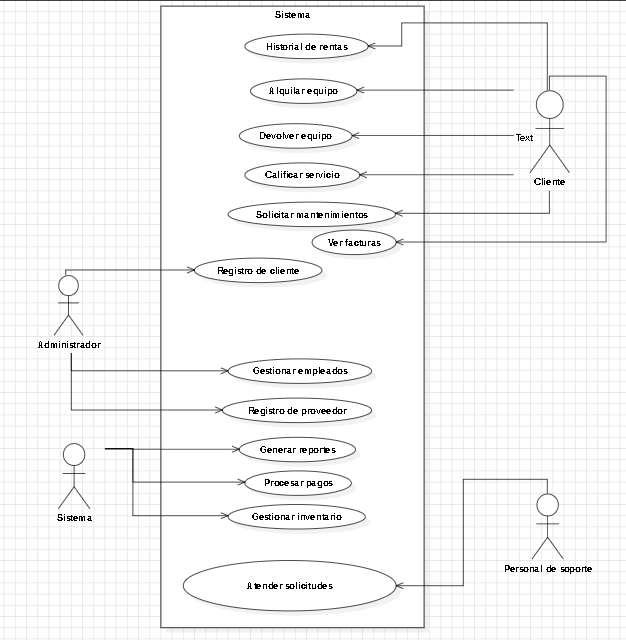 Sistema
Historial de rentas
Alquilar equipo
Devolver equipo
Text
Calificar servicio
Cliente
Solicitar mantenimientos
Ver facturas
Registro de cliente
Administrador
Gestionar empleados
Registro de proveedor
Generar reportes
Procesar pagos
Sistema
Gestionar inventario
Personal de soporte
Atender solicitudes